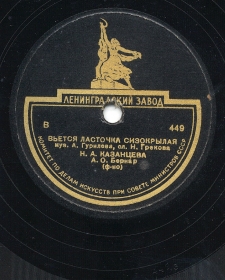 ЛЕНИНГРАДСКИЙ ЗАВОД
В 449
ВЬЕТСЯ ЛАСТОЧКА СИЗОКРЫЛАЯ
муз. А. Гурилева, сл. Н. Грекова
Н. А. КАЗАНЦЕВА
А. О. Бернар
(ф-но)
КОМИТЕТ ПО ДЕЛАМ ИСКУССТВ ПРИ СОВЕТЕ МИНИСТРОВ СССР